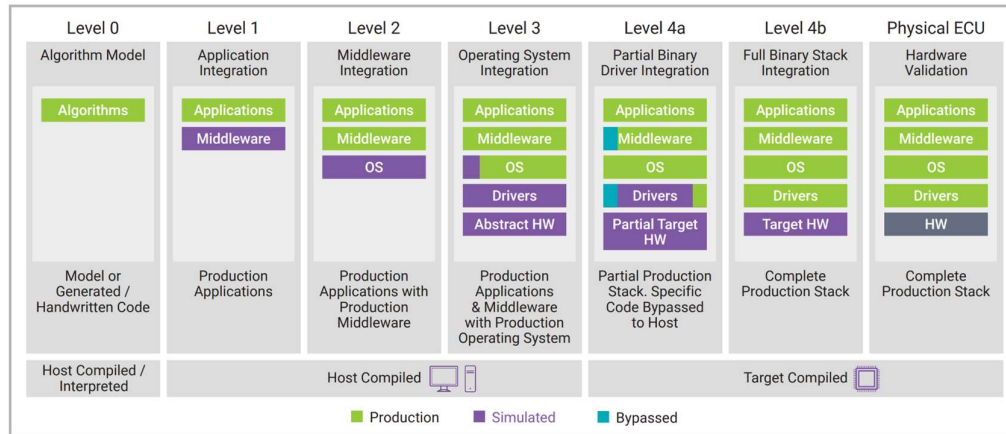 Level 0
Level 1
Level 2
Level 3
Level 4a
Level 4b
Physical ECU
Algorithm Model
Application
Integration
Middleware
Integration
Operating System
Integration
Partial Binary
Driver Integration
Full Binary Stack
Integration
Hardware
Validation
Algorithms
Applications
Middleware
Applications
Middleware
OS
Applications
Middleware
OS
Drivers
Abstract HW
Applications
Middleware
OS
Drivers
Partial Target
HW
Applications
Middleware
OS
Drivers
Target HW
Applications
Middleware
OS
Drivers
HW
Model or
Generated /
Handwritten Code
Production
Applications
Production
Applications with
Production
Middleware
Production
Applications
& Middleware
with Production
Operating System
Partial Production
Stack. Specific
Code Bypassed
to Host
Complete
Production Stack
Complete
Production Stack
Host Compiled /
Interpreted
Host Compiled
Target Compiled
Production
Simulated
Bypassed